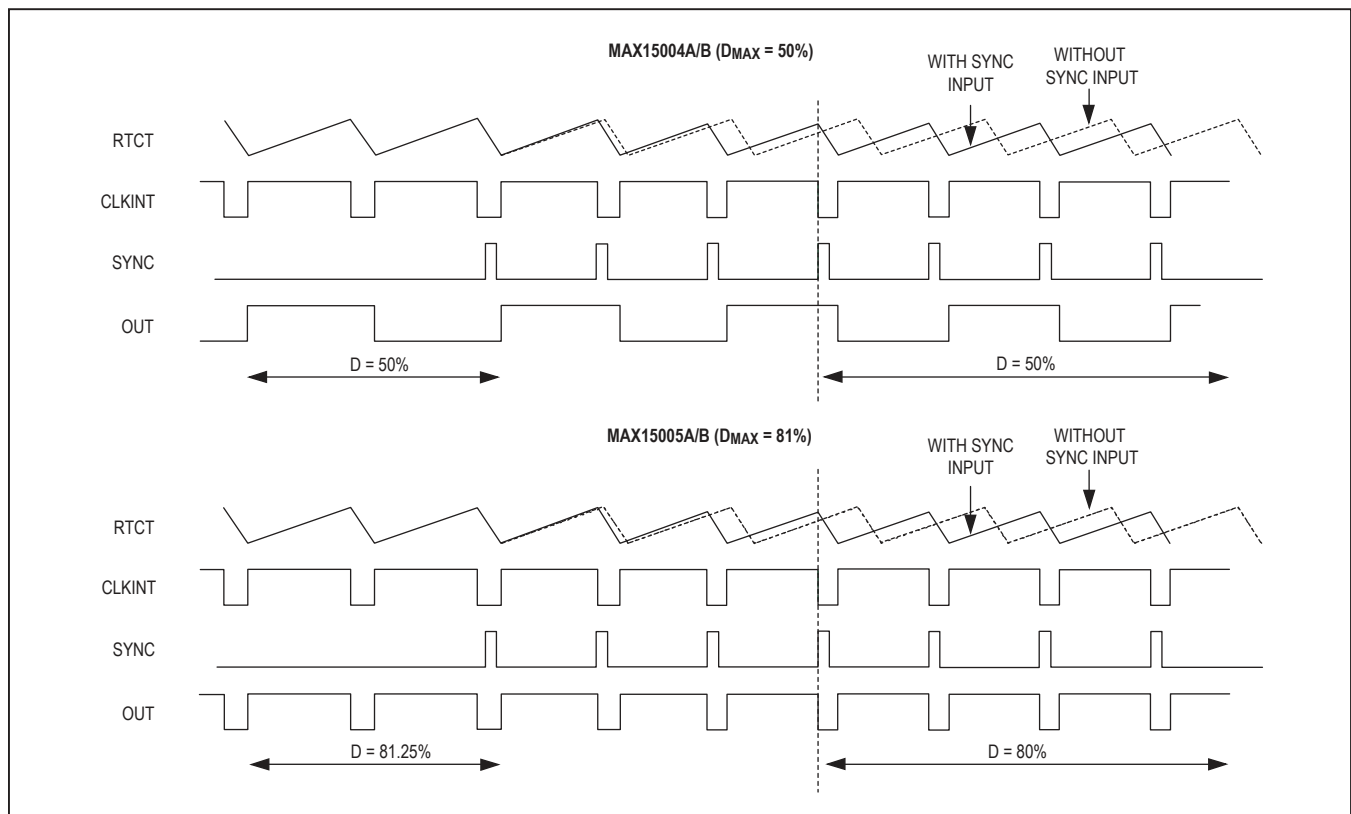 MAX15004A/B (DMAX = 50%)
WITH SYNC
INPUT
WITHOUT
SYNC INPUT
RTCT
CLKINT
SYNC
OUT
D = 50%
D = 50%
MAX15005A/B (DMAX = 81%)
WITH SYNC
INPUT
WITHOUT
SYNC INPUT
RTCT
CLKINT
SYNC
OUT
D = 81.25%
D = 80%